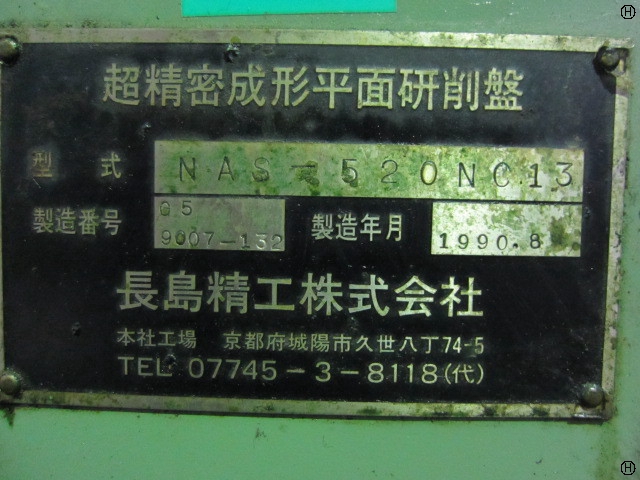 超精密成形平面研削盤
型式 NAS-520NC13
G5
製造番号 9007-132 製造年月 1990.8
長島精工株式会社
本社工場 京都府城陽市久世八丁74-5
TEL 07745-3-8118(代)
H
H